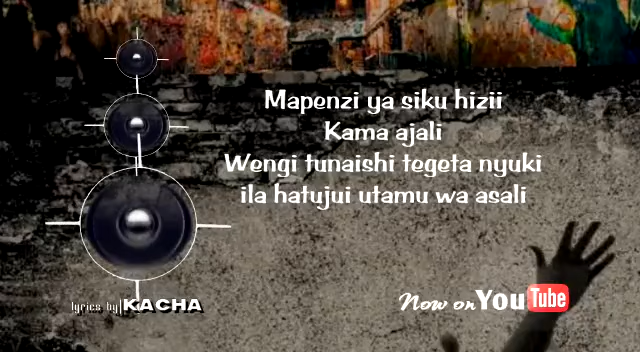 Mapenzi ya siku hizii
Kama ajali
Wengi tunaishi tegeta nyuki
ila hatujui utamu wa asali
lyrics by KACHA
Now on YouTube